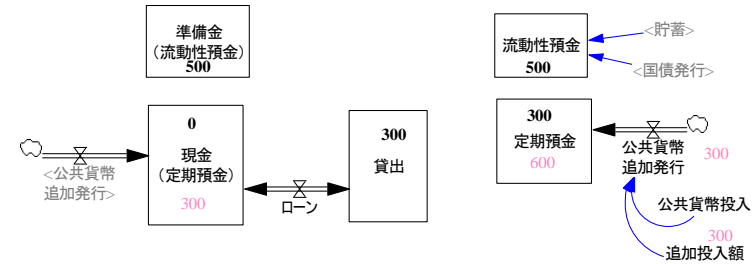 準備金
（流動性預金）
500
0
現金
（定期預金）
300
<公共貨幣
追加発行>
ローン
300
貸出
流動性預金
500
<貯蓄>
<国債発行>
300
定期預金
600
公共貨幣
追加発行
300
公共貨幣投入
300
追加投入額